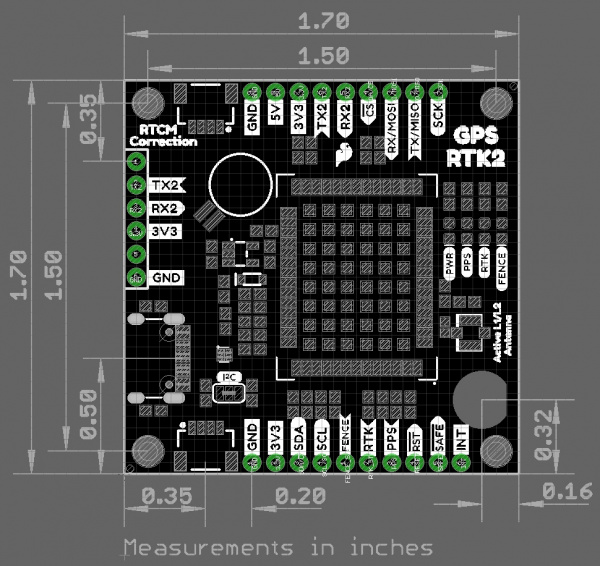 1.70
1.50
0.35
GND
5V
3V3
TX2
RX2
CS
RX/MOSI
TX/MISO
SCK
RTCM
Correction
GPS
RTK2
TX2
RX2
3V3
GND
1.70
1.50
PWR
PPS
RTK
FENCE
Active L1/L2
Antenna
I²C
0.50
GND
3V3
SDA
SCL
FENCE
RTK
PPS
RST
SAFE
INT
0.32
0.35
0.20
0.16
Measurements in inches